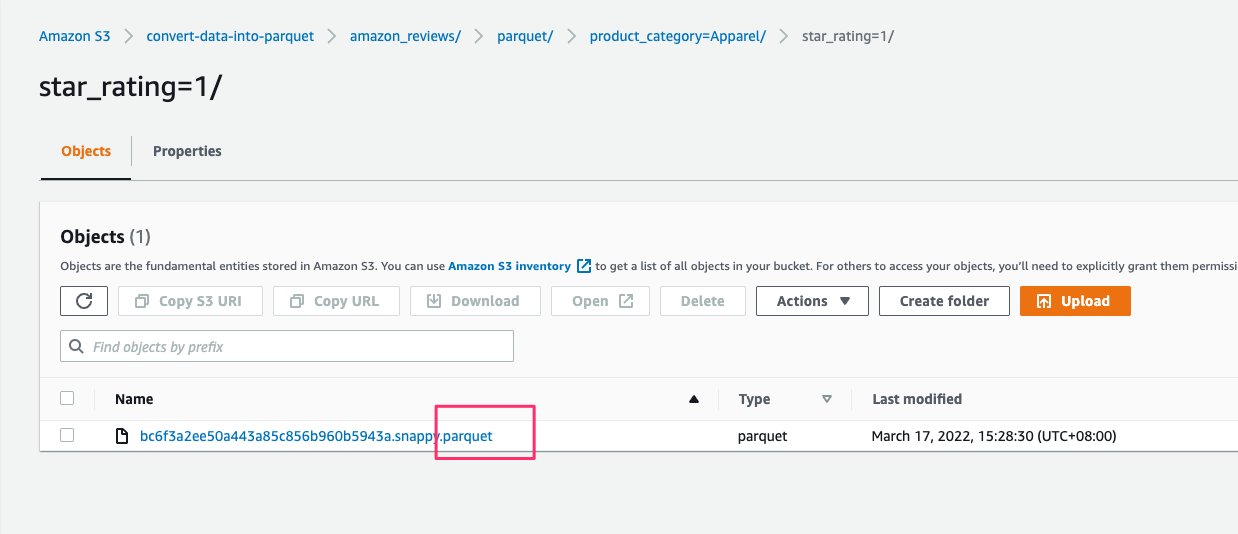 Amazon S3 > convert-data-into-parquet > amazon_reviews/ > parquet/ > product_category=Apparel/ > star_rating=1/
star_rating=1/
Objects Properties
Objects (1)
Objects are the fundamental entities stored in Amazon S3. You can use Amazon S3 inventory to get a list of all objects in your bucket. For others to access your objects, you'll need to explicitly grant them
Copy S3 URI Copy URL Download Open Delete Actions Create folder Upload
Find objects by prefix
Name Type Last modified
bc6f3a2ee50a443a85c856b960b5943a.snappy.parquet parquet March 17, 2022, 15:28:30 (UTC+08:00)